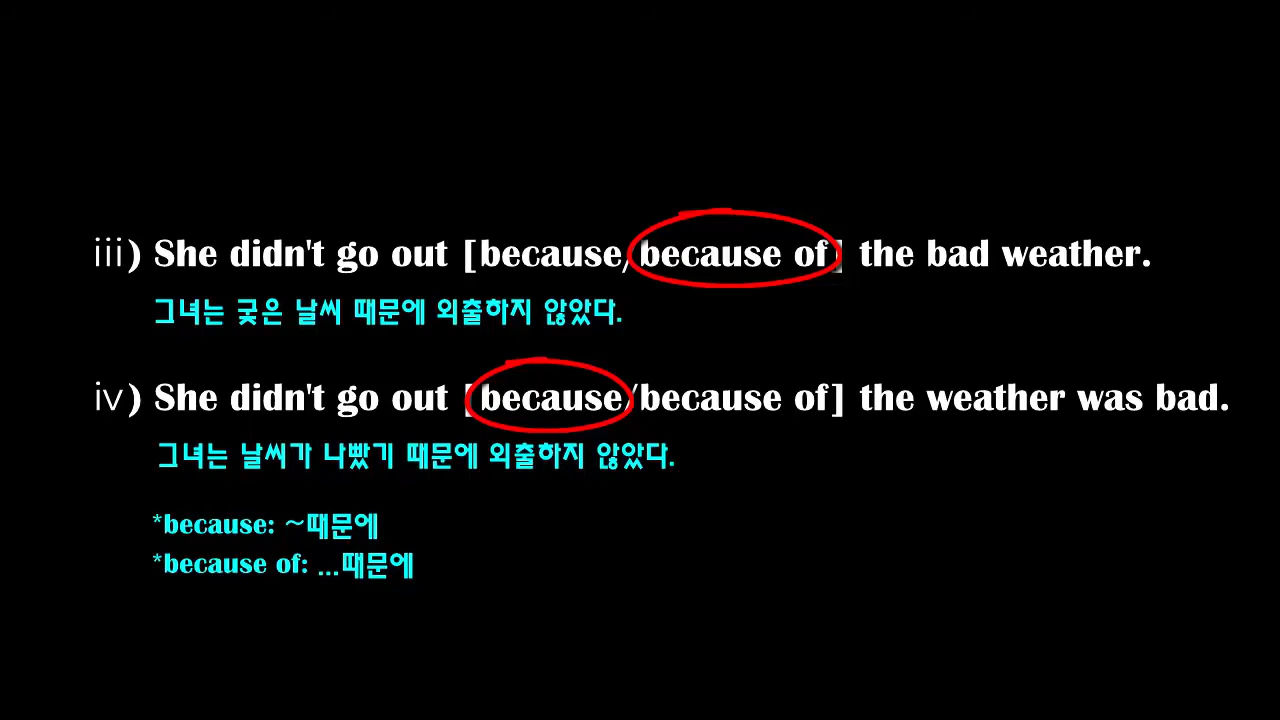 ⅲ) She didn't go out [because/because of] the bad weather.
그녀는 궂은 날씨 때문에 외출하지 않았다.
ⅳ) She didn't go out [because/because of] the weather was bad.
그녀는 날씨가 나빴기 때문에 외출하지 않았다.
*because: ~때문에
*because of: ...때문에